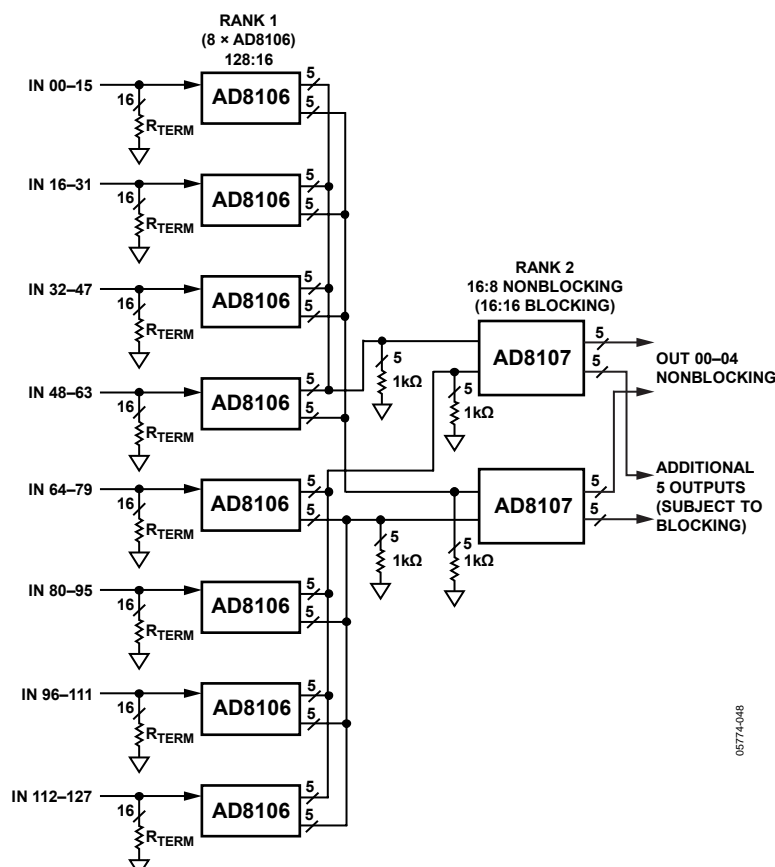 RANK 1
(8 × AD8106)
128:16
IN 00–15
16
RTERM
AD8106
5
5
IN 16–31
16
RTERM
AD8106
5
5
IN 32–47
16
RTERM
AD8106
5
5
IN 48–63
16
RTERM
AD8106
5
5
IN 64–79
16
RTERM
AD8106
5
5
IN 80–95
16
RTERM
AD8106
5
5
IN 96–111
16
RTERM
AD8106
5
5
IN 112–127
16
RTERM
AD8106
5
5
RANK 2
16:8 NONBLOCKING
(16:16 BLOCKING)
5
1kΩ
5
1kΩ
AD8107
5
5
5
1kΩ
5
1kΩ
AD8107
5
5
OUT 00–04
NONBLOCKING
ADDITIONAL
5 OUTPUTS
(SUBJECT TO
BLOCKING)
05774-048